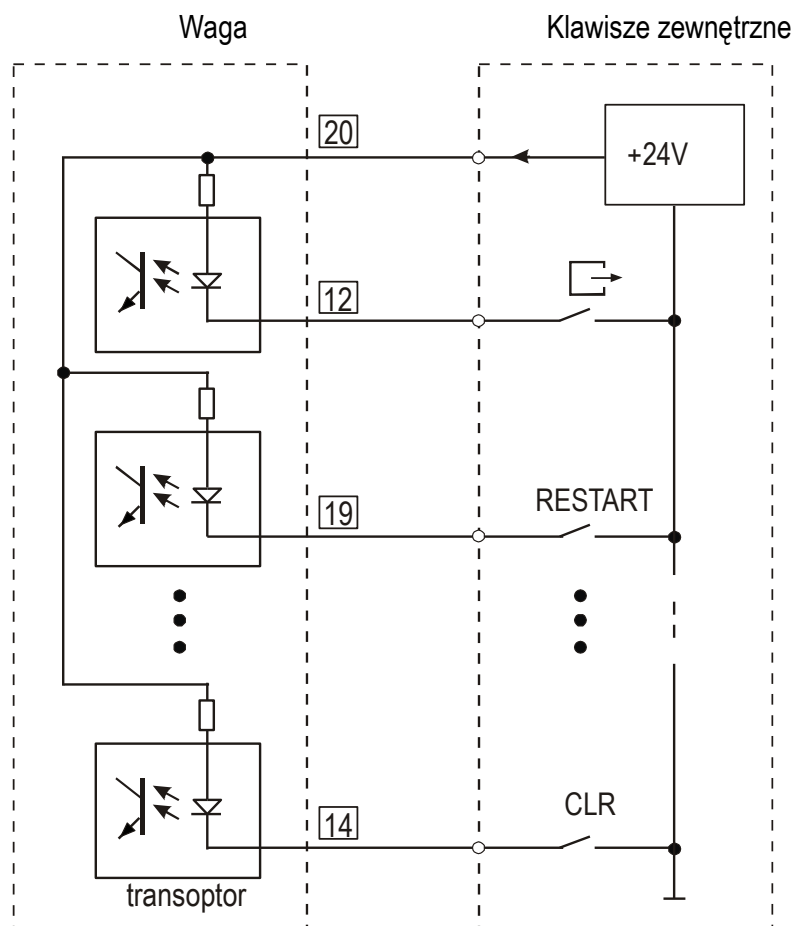 Waga
Klawisze zewnętrzne
20
+24V
12
19
RESTART
14
CLR
transoptor